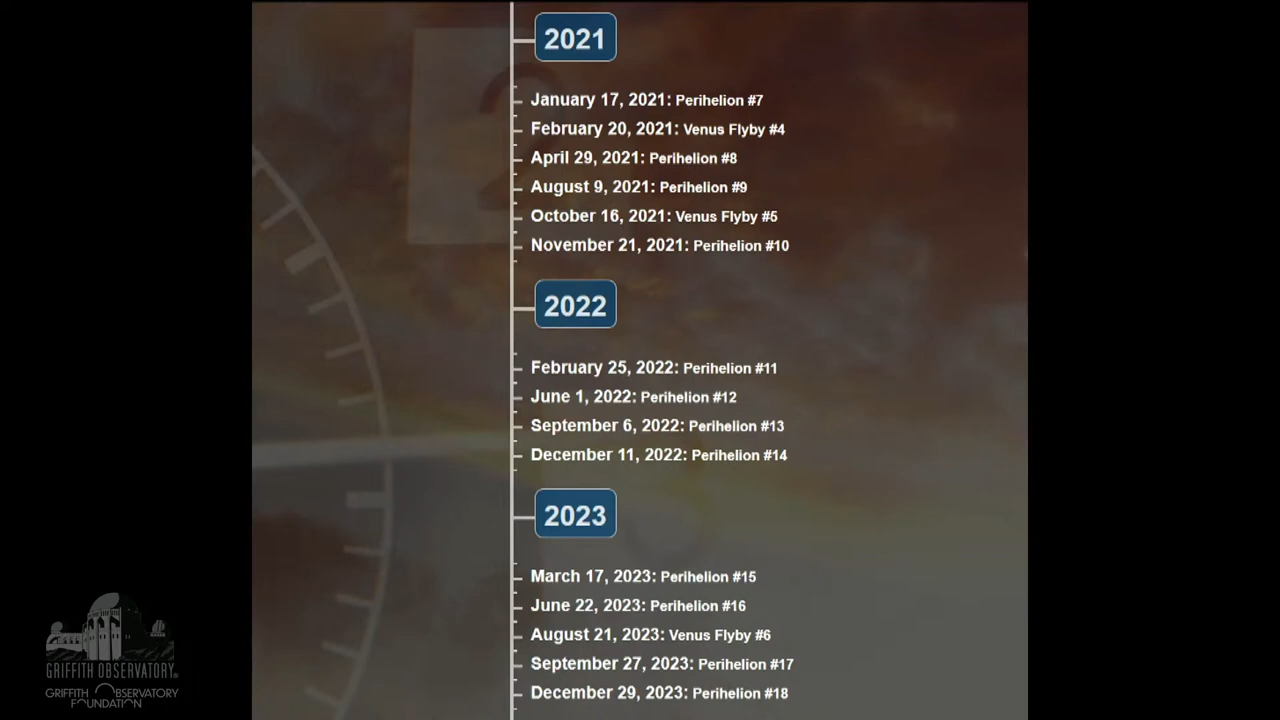 2021
January 17, 2021: Perihelion #7
February 20, 2021: Venus Flyby #4
April 29, 2021: Perihelion #8
August 9, 2021: Perihelion #9
October 16, 2021: Venus Flyby #5
November 21, 2021: Perihelion #10
2022
February 25, 2022: Perihelion #11
June 1, 2022: Perihelion #12
September 6, 2022: Perihelion #13
December 11, 2022: Perihelion #14
2023
March 17, 2023: Perihelion #15
June 22, 2023: Perihelion #16
August 21, 2023: Venus Flyby #6
September 27, 2023: Perihelion #17
December 29, 2023: Perihelion #18
GRIFFITH OBSERVATORY®
GRIFFITH OBSERVATORY
FOUNDATION